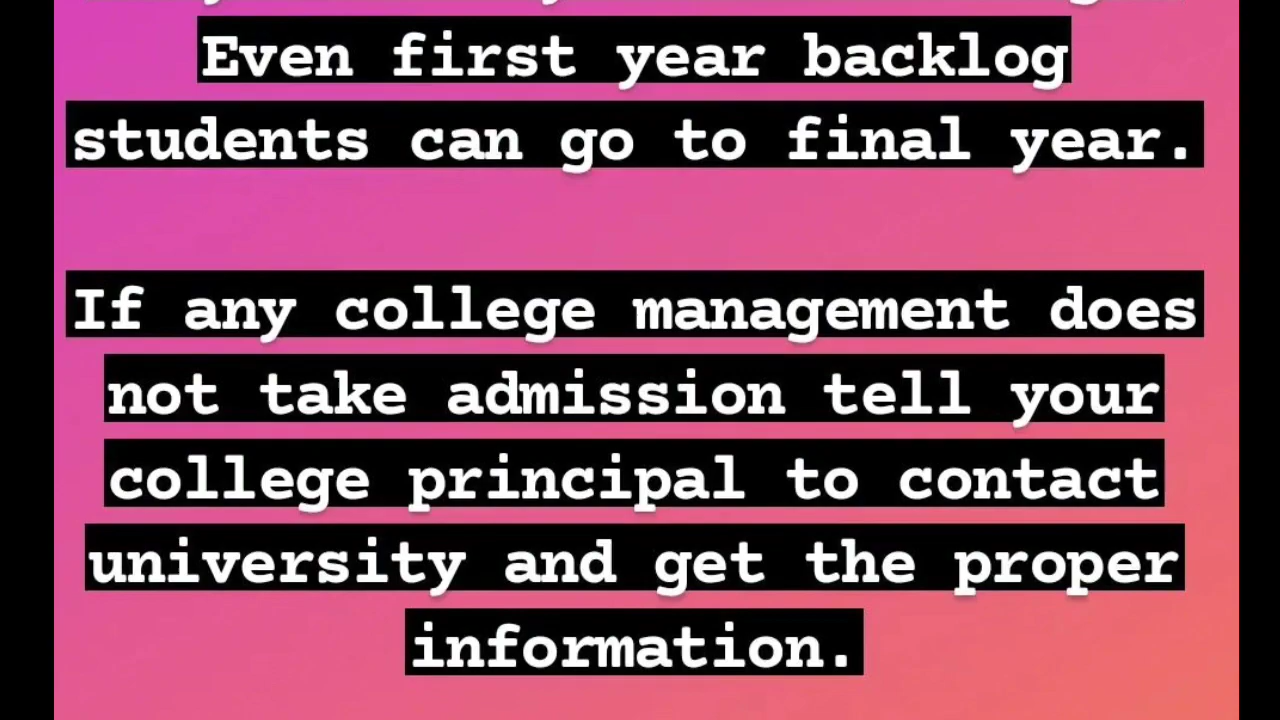 Even first year backlog
students can go to final year.
If any college management does
not take admission tell your
college principal to contact
university and get the proper
information.